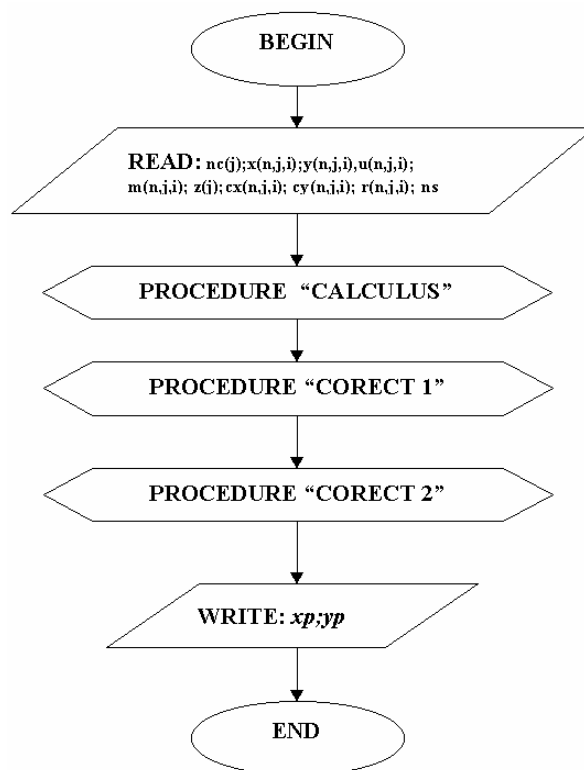 BEGIN
READ: nc(j);x(n,j,i);y(n,j,i),u(n,j,i);
m(n,j,i); z(j);cx(n,j,i); cy(n,j,i); r(n,j,i); ns
PROCEDURE “CALCULUS”
PROCEDURE “CORECT 1”
PROCEDURE “CORECT 2”
WRITE: xp;yp
END